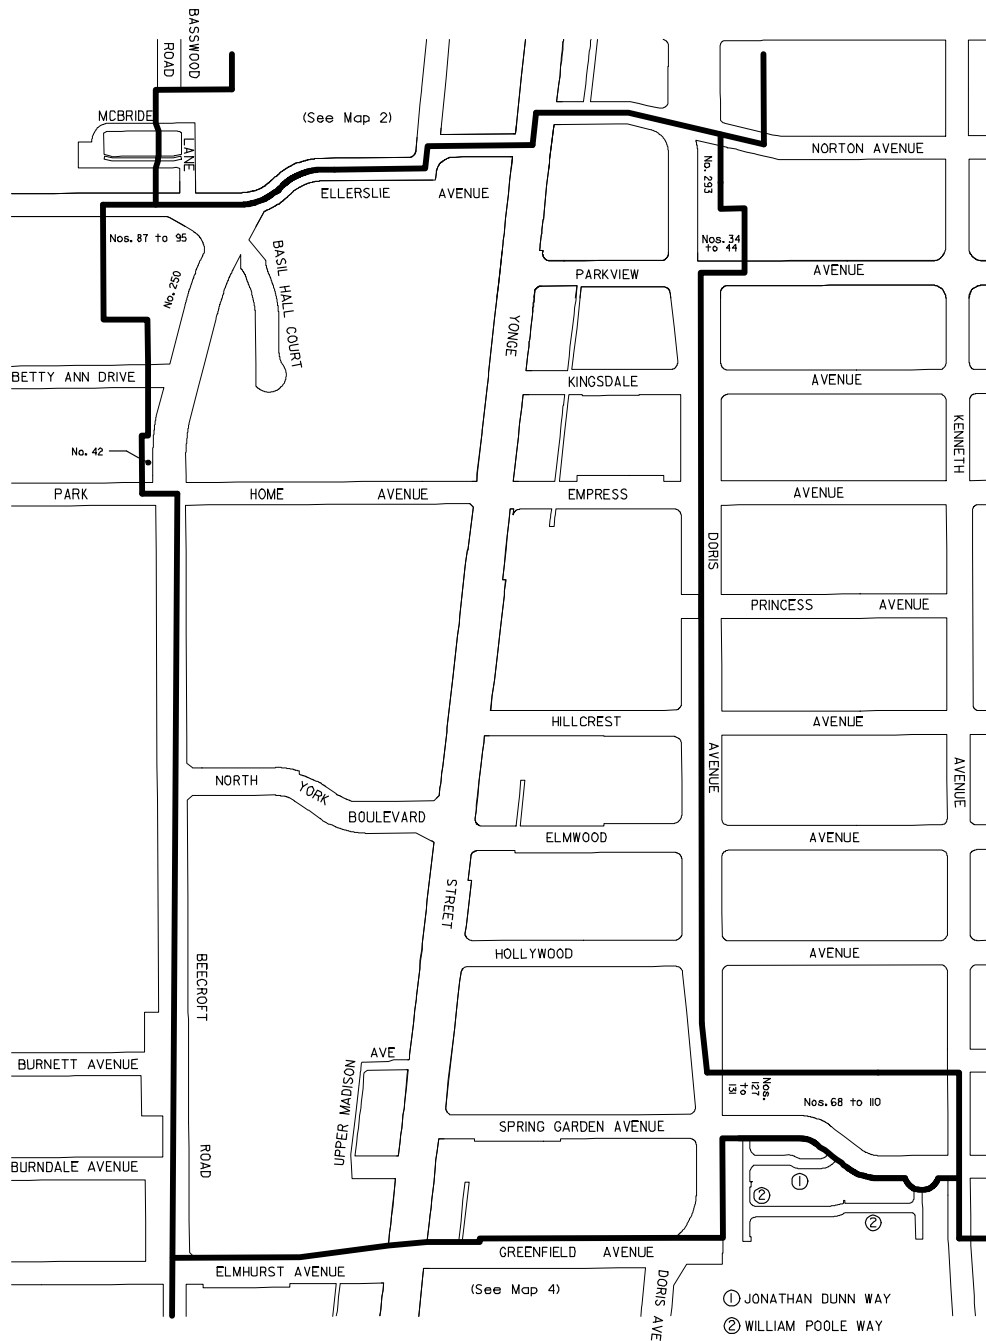 BASSWOOD
ROAD
MCBRIDE
LANE
(See Map 2)
NORTON AVENUE
No. 293
ELLERSLIE AVENUE
Nos. 87 to 95
Nos. 34
to 44
No. 250
BASIL HALL COURT
PARKVIEW AVENUE
YONGE
BETTY ANN DRIVE
KINGSDALE AVENUE
KENNETH
No. 42
PARK HOME AVENUE
EMPRESS AVENUE
DORIS
PRINCESS AVENUE
HILLCREST AVENUE
AVENUE
AVENUE
NORTH YORK BOULEVARD
ELMWOOD AVENUE
STREET
HOLLYWOOD AVENUE
BEECROFT
BURNETT AVENUE
AVE
UPPER MADISON
Nos.
127
to
131
Nos. 68 to 110
SPRING GARDEN AVENUE
BURNDALE AVENUE
ROAD
1
2
2
GREENFIELD AVENUE
ELMHURST AVENUE
(See Map 4)
DORIS AVE
1 JONATHAN DUNN WAY
2 WILLIAM POOLE WAY